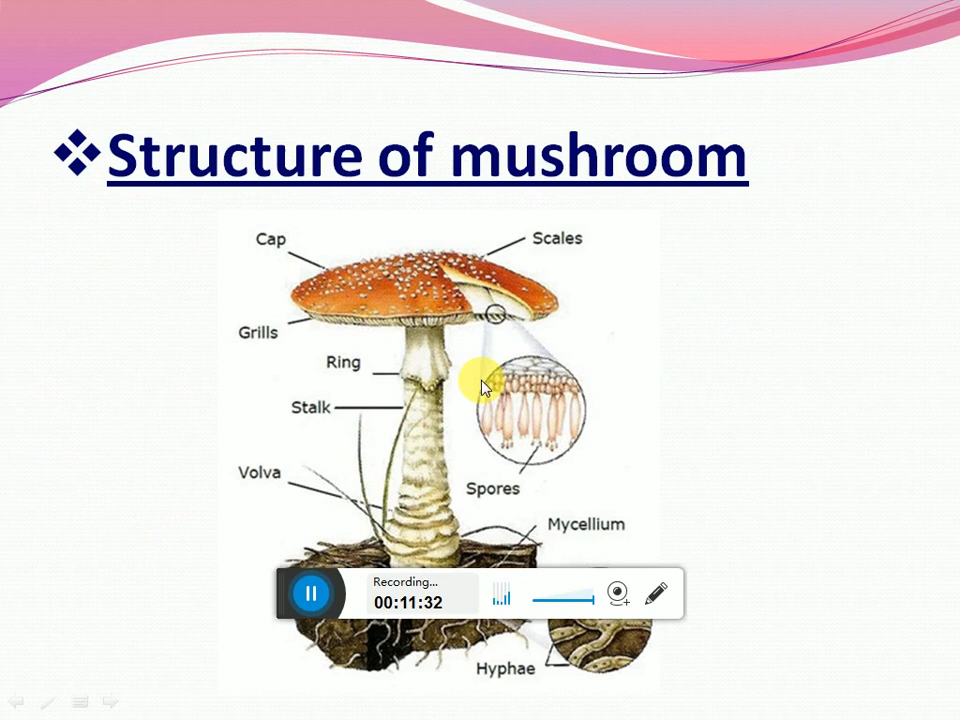 Structure of mushroom
Cap
Scales
Grills
Ring
Stalk
Volva
Spores
Mycellium
Recording...
00:11:32
Hyphae